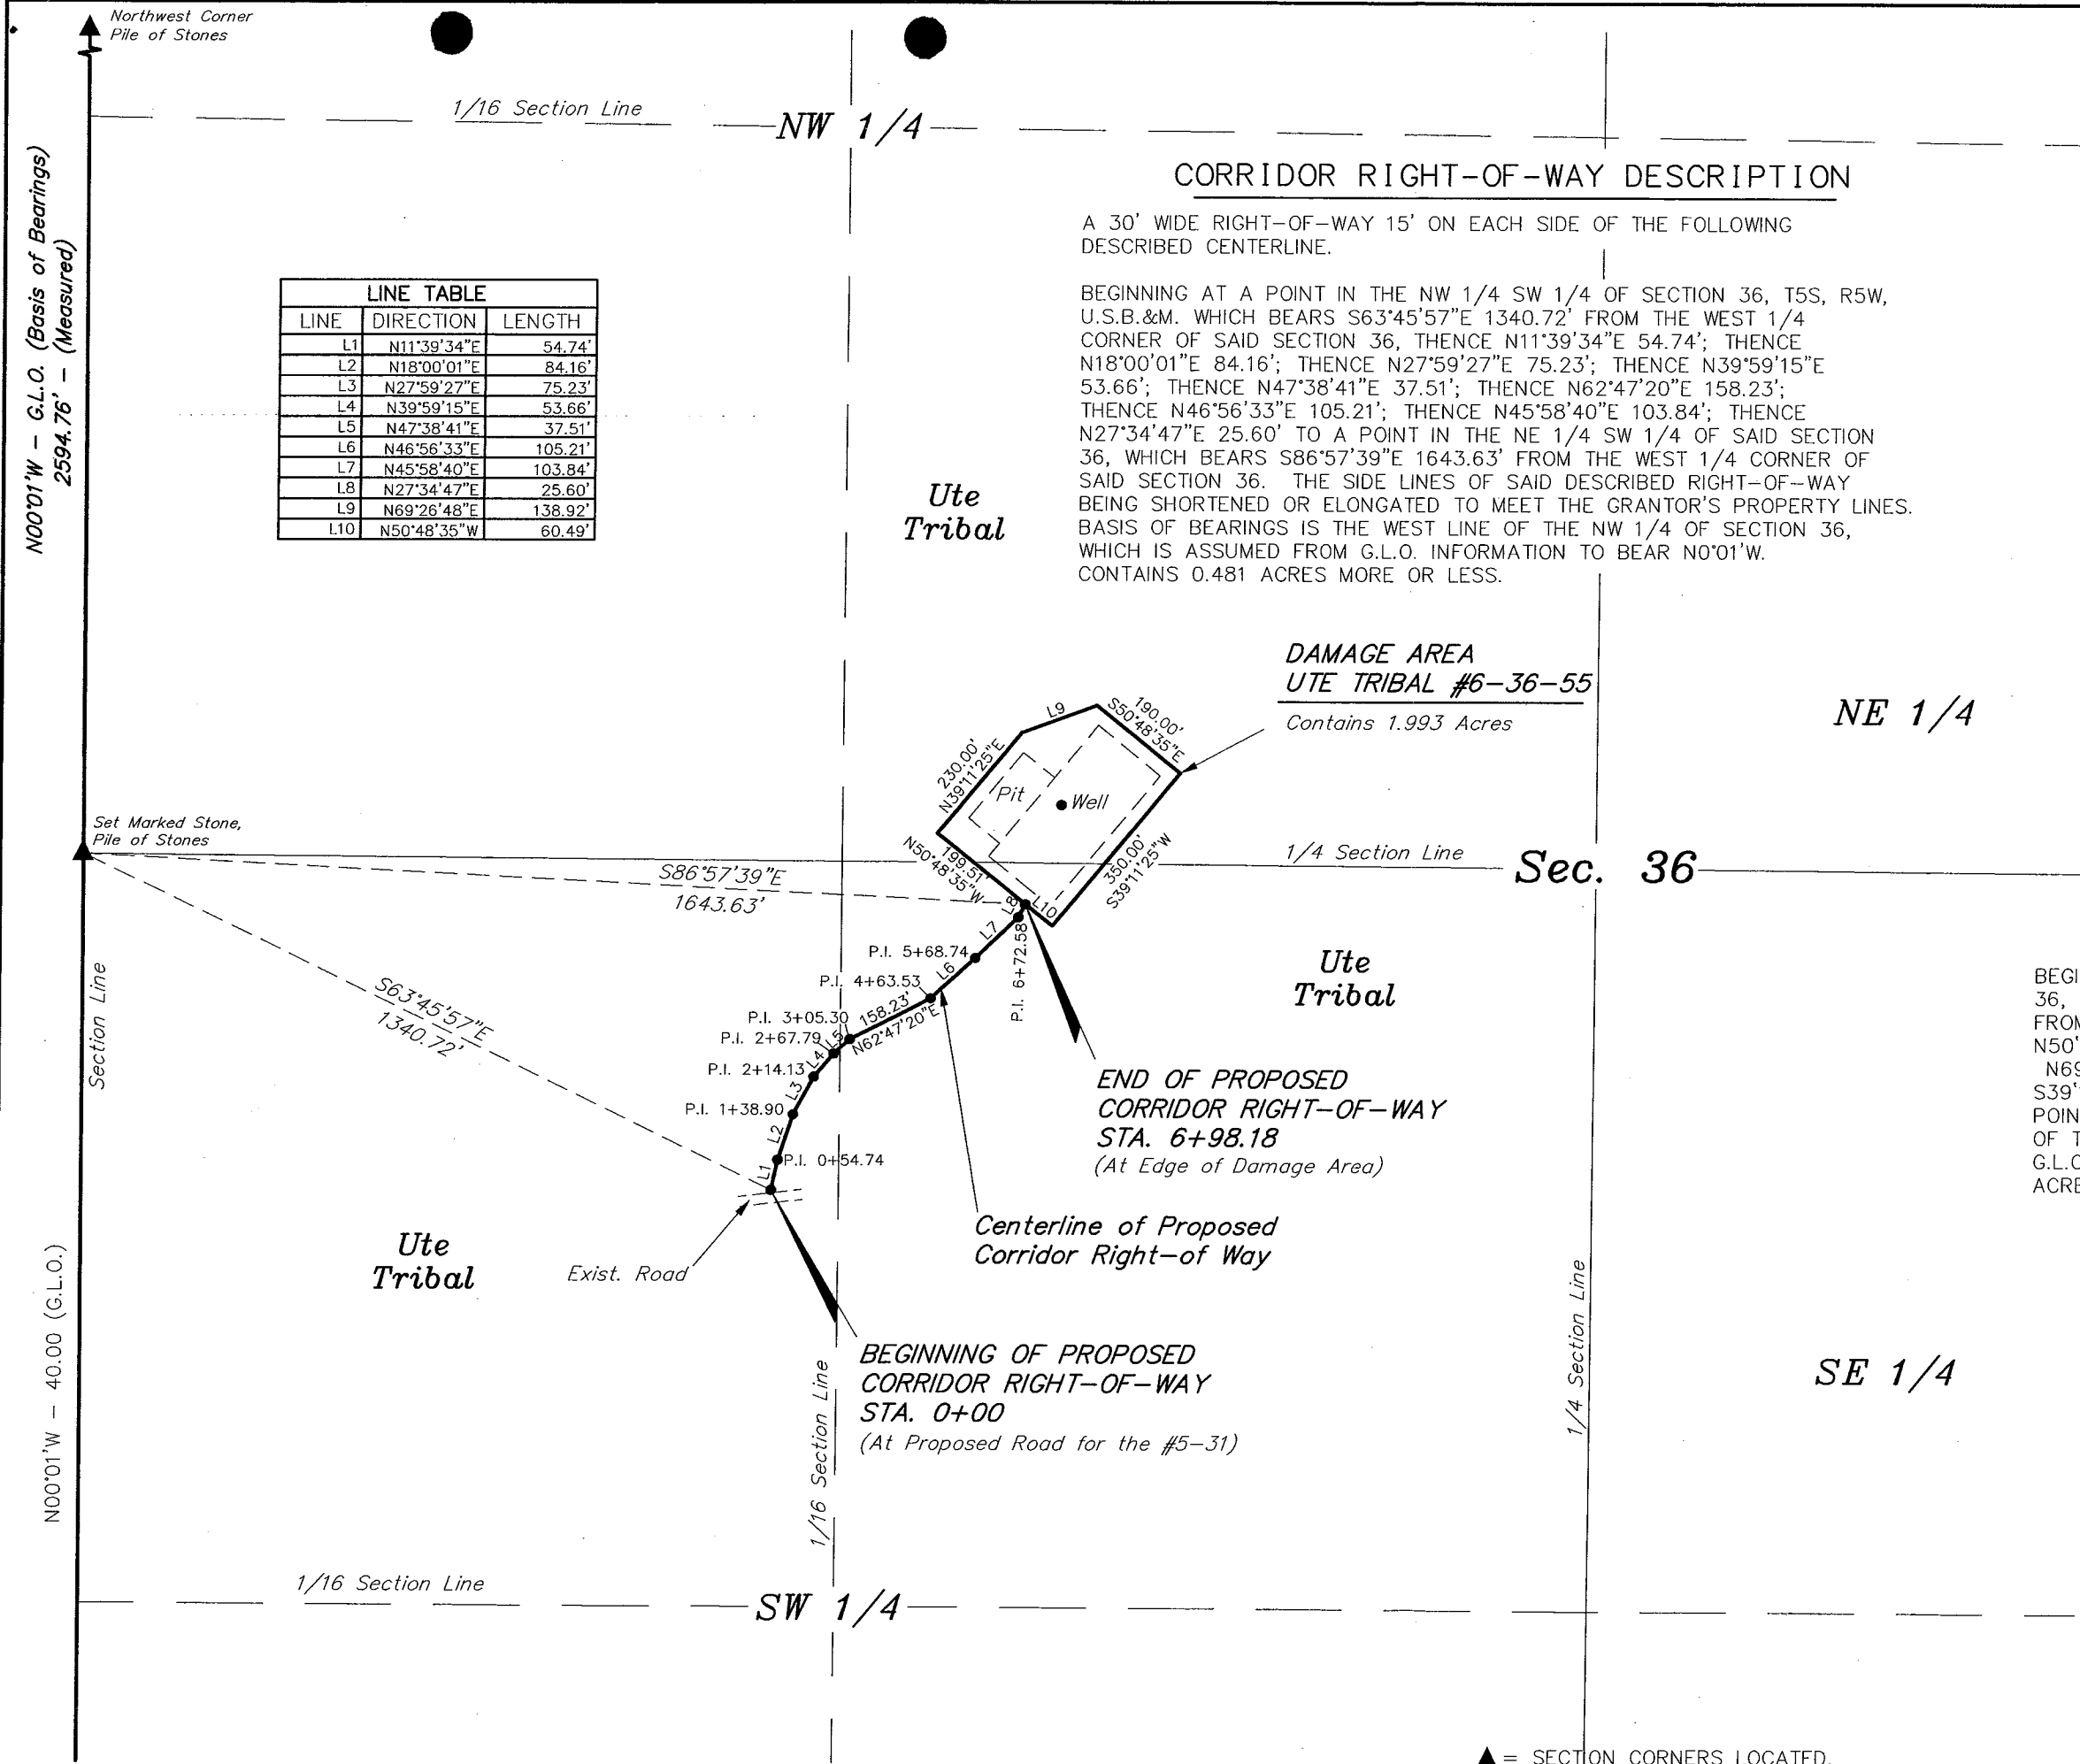 Northwest Corner
Pile of Stones
1/16 Section Line
NW 1/4
N00°01'W - G.L.O. (Basis of Bearings)
2594.76' - (Measured)
CORRIDOR RIGHT-OF-WAY DESCRIPTION
A 30' WIDE RIGHT-OF-WAY 15' ON EACH SIDE OF THE FOLLOWING
DESCRIBED CENTERLINE.
BEGINNING AT A POINT IN THE NW 1/4 SW 1/4 OF SECTION 36, T5S, R5W,
U.S.B.&M. WHICH BEARS S63°45'57"E 1340.72' FROM THE WEST 1/4
CORNER OF SAID SECTION 36, THENCE N11°39'34"E 54.74'; THENCE
N18°00'01"E 84.16'; THENCE N27°59'27"E 75.23'; THENCE N39°59'15"E
53.66'; THENCE N47°38'41"E 37.51'; THENCE N62°47'20"E 158.23';
THENCE N46°56'33"E 105.21'; THENCE N45°58'40"E 103.84'; THENCE
N27°34'47"E 25.60' TO A POINT IN THE NE 1/4 SW 1/4 OF SAID SECTION
36, WHICH BEARS S86°57'39"E 1643.63' FROM THE WEST 1/4 CORNER OF
SAID SECTION 36. THE SIDE LINES OF SAID DESCRIBED RIGHT-OF-WAY
BEING SHORTENED OR ELONGATED TO MEET THE GRANTOR'S PROPERTY LINES.
BASIS OF BEARINGS IS THE WEST LINE OF THE NW 1/4 OF SECTION 36,
WHICH IS ASSUMED FROM G.L.O. INFORMATION TO BEAR N0°01'W.
CONTAINS 0.481 ACRES MORE OR LESS.
LINE TABLE
LINE DIRECTION LENGTH
L1 N11°39'34"E 54.74'
L2 N18°00'01"E 84.16'
L3 N27°59'27"E 75.23'
L4 N39°59'15"E 53.66'
L5 N47°38'41"E 37.51'
L6 N46°56'33"E 105.21'
L7 N45°58'40"E 103.84'
L8 N27°34'47"E 25.60'
L9 N69°26'48"E 138.92'
L10 N50°48'35"W 60.49'
Ute
Tribal
DAMAGE AREA
UTE TRIBAL #6-36-55
Contains 1.993 Acres
NE 1/4
L9
190.00'
S50°48'35"E
230.00'
N39°11'25"E
Pit
Well
350.00'
S39°11'25"W
199.51'
N50°48'35"W
L10
Set Marked Stone,
Pile of Stones
1/4 Section Line
Sec. 36
S86°57'39"E
1643.63'
L8
L7
P.I. 6+72.58
P.I. 5+68.74
L6
P.I. 4+63.53
158.23'
N62°47'20"E
P.I. 3+05.30
L5
P.I. 2+67.79
L4
P.I. 2+14.13
L3
P.I. 1+38.90
L2
P.I. 0+54.74
L1
S63°45'57"E
1340.72'
Section Line
Ute
Tribal
END OF PROPOSED
CORRIDOR RIGHT-OF-WAY
STA. 6+98.18
(At Edge of Damage Area)
Centerline of Proposed
Corridor Right-of Way
BEGI
36,
FROM
N50°
N69
S39°
POIN
OF T
G.L.O
ACRE
Ute
Tribal
Exist. Road
N00°01'W - 40.00 (G.L.O.)
BEGINNING OF PROPOSED
CORRIDOR RIGHT-OF-WAY
STA. 0+00
(At Proposed Road for the #5-31)
1/16 Section Line
1/4 Section Line
SE 1/4
1/16 Section Line
SW 1/4
▲ = SECTION CORNERS LOCATED.